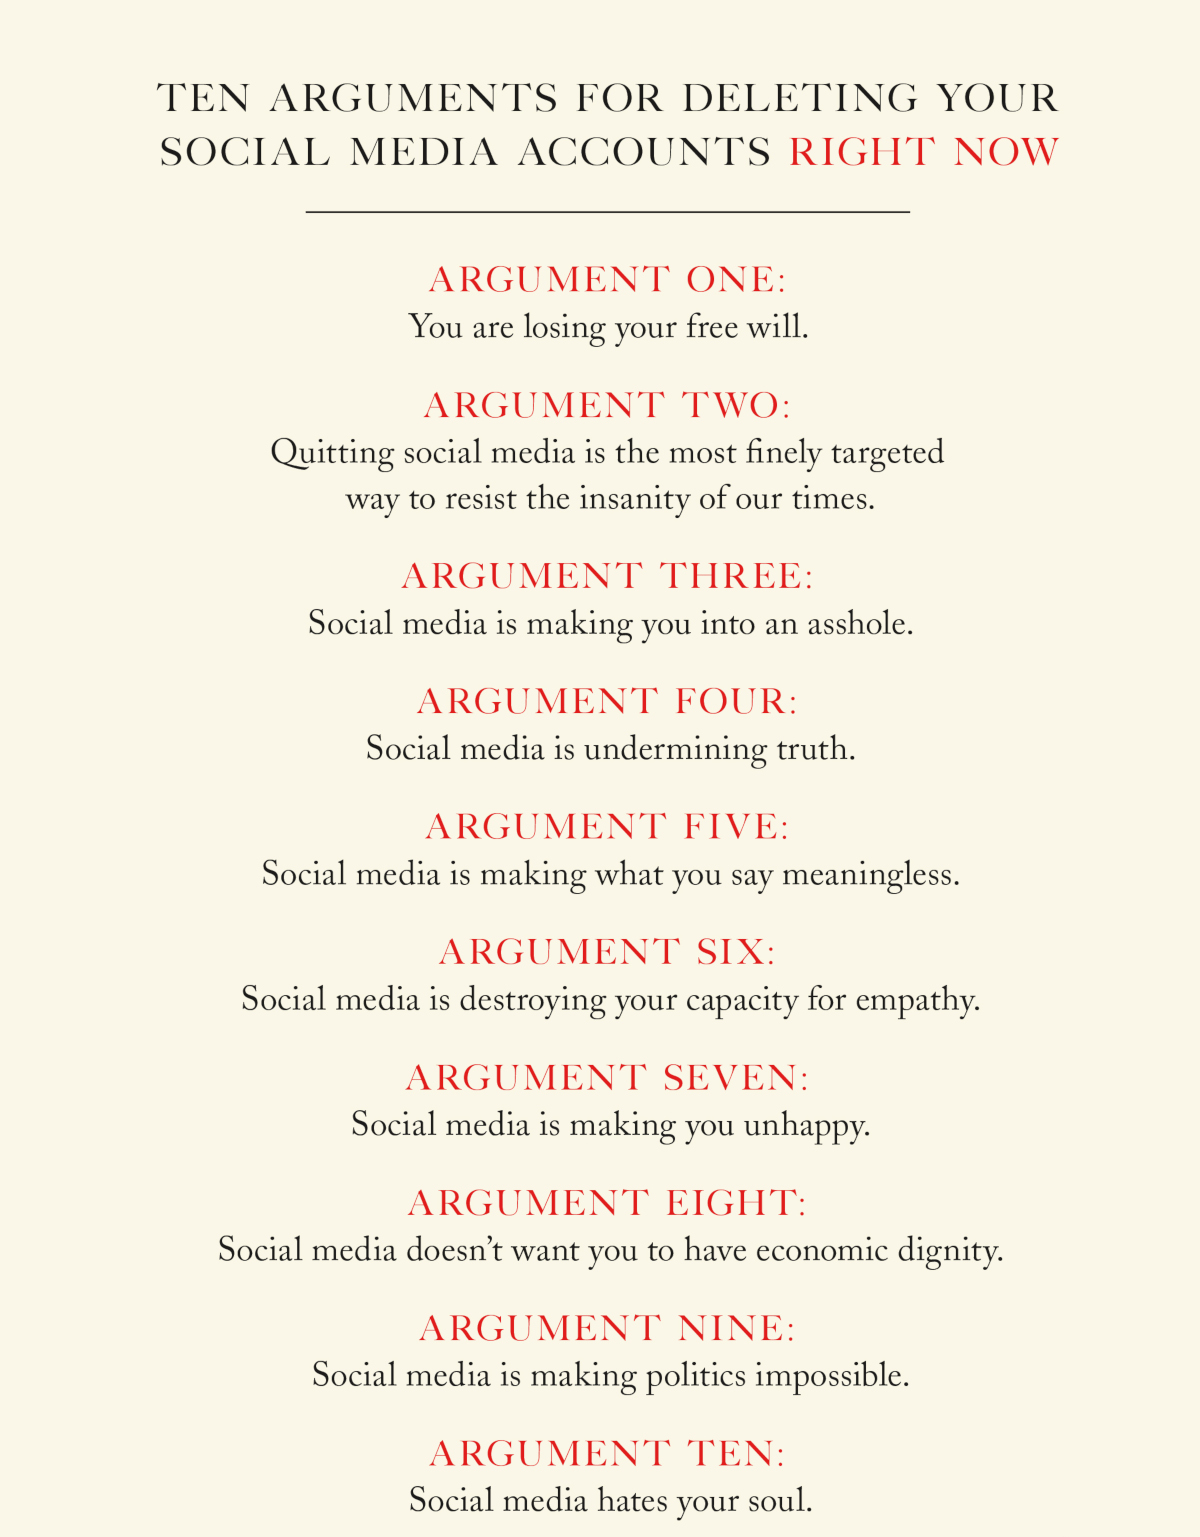 TEN ARGUMENTS FOR DELETING YOUR
SOCIAL MEDIA ACCOUNTS RIGHT NOW
ARGUMENT ONE:
You are losing your free will.
ARGUMENT TWO:
Quitting social media is the most finely targeted
way to resist the insanity of our times.
ARGUMENT THREE:
Social media is making you into an asshole.
ARGUMENT FOUR:
Social media is undermining truth.
ARGUMENT FIVE:
Social media is making what you say meaningless.
ARGUMENT SIX:
Social media is destroying your capacity for empathy.
ARGUMENT SEVEN:
Social media is making you unhappy.
ARGUMENT EIGHT:
Social media doesn’t want you to have economic dignity.
ARGUMENT NINE:
Social media is making politics impossible.
ARGUMENT TEN:
Social media hates your soul.